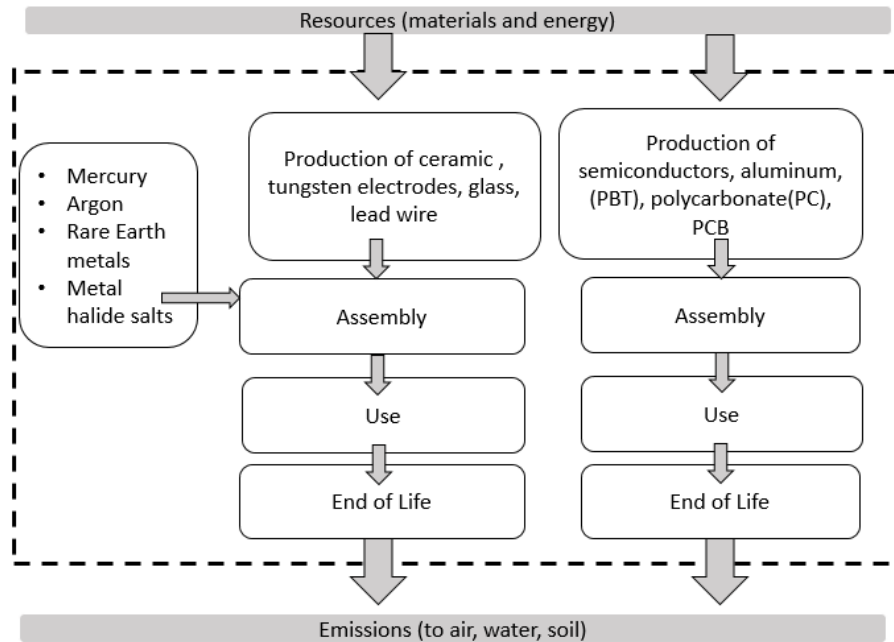 Resources (materials and energy)
• Mercury
• Argon
• Rare Earth
metals
• Metal
halide salts
Production of ceramic ,
tungsten electrodes, glass,
lead wire
Assembly
Use
End of Life
Production of
semiconductors, aluminum,
(PBT), polycarbonate(PC),
PCB
Assembly
Use
End of Life
Emissions (to air, water, soil)